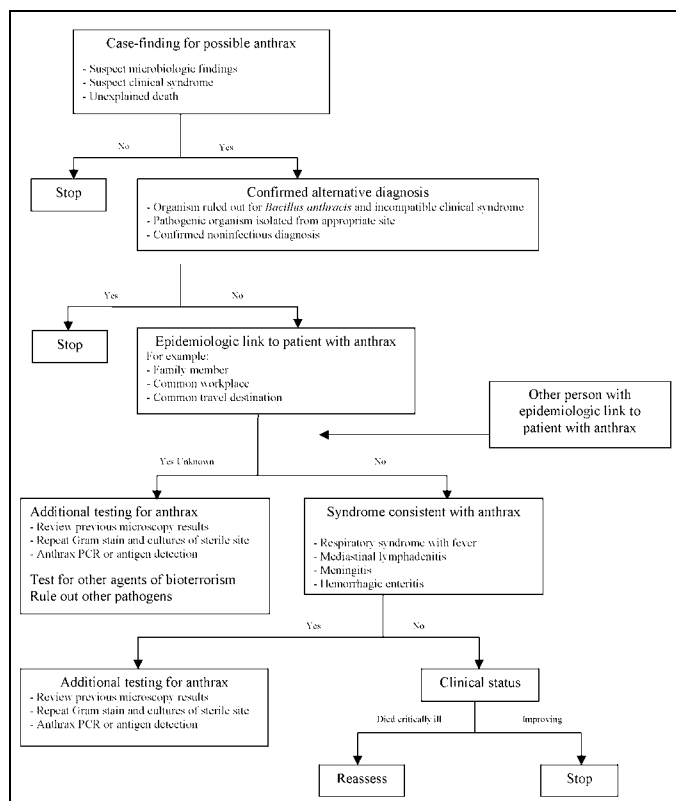 Case-finding for possible anthrax
- Suspect microbiologic findings
- Suspect clinical syndrome
- Unexplained death
No
Yes
Stop
Confirmed alternative diagnosis
- Organism ruled out for Bacillus anthracis and incompatible clinical syndrome
- Pathogenic organism isolated from appropriate site
- Confirmed noninfectious diagnosis
Yes
No
Stop
Epidemiologic link to patient with anthrax
For example:
- Family member
- Common workplace
- Common travel destination
Other person with
epidemiologic link to
patient with anthrax
Yes Unknown
No
Additional testing for anthrax
- Review previous microscopy results
- Repeat Gram stain and cultures of sterile site
- Anthrax PCR or antigen detection
Test for other agents of bioterrorism
Rule out other pathogens
Syndrome consistent with anthrax
- Respiratory syndrome with fever
- Mediastinal lymphadenitis
- Meningitis
- Hemorrhagic enteritis
Yes
No
Additional testing for anthrax
- Review previous microscopy results
- Repeat Gram stain and cultures of sterile site
- Anthrax PCR or antigen detection
Clinical status
Died critically ill
Improving
Reassess
Stop